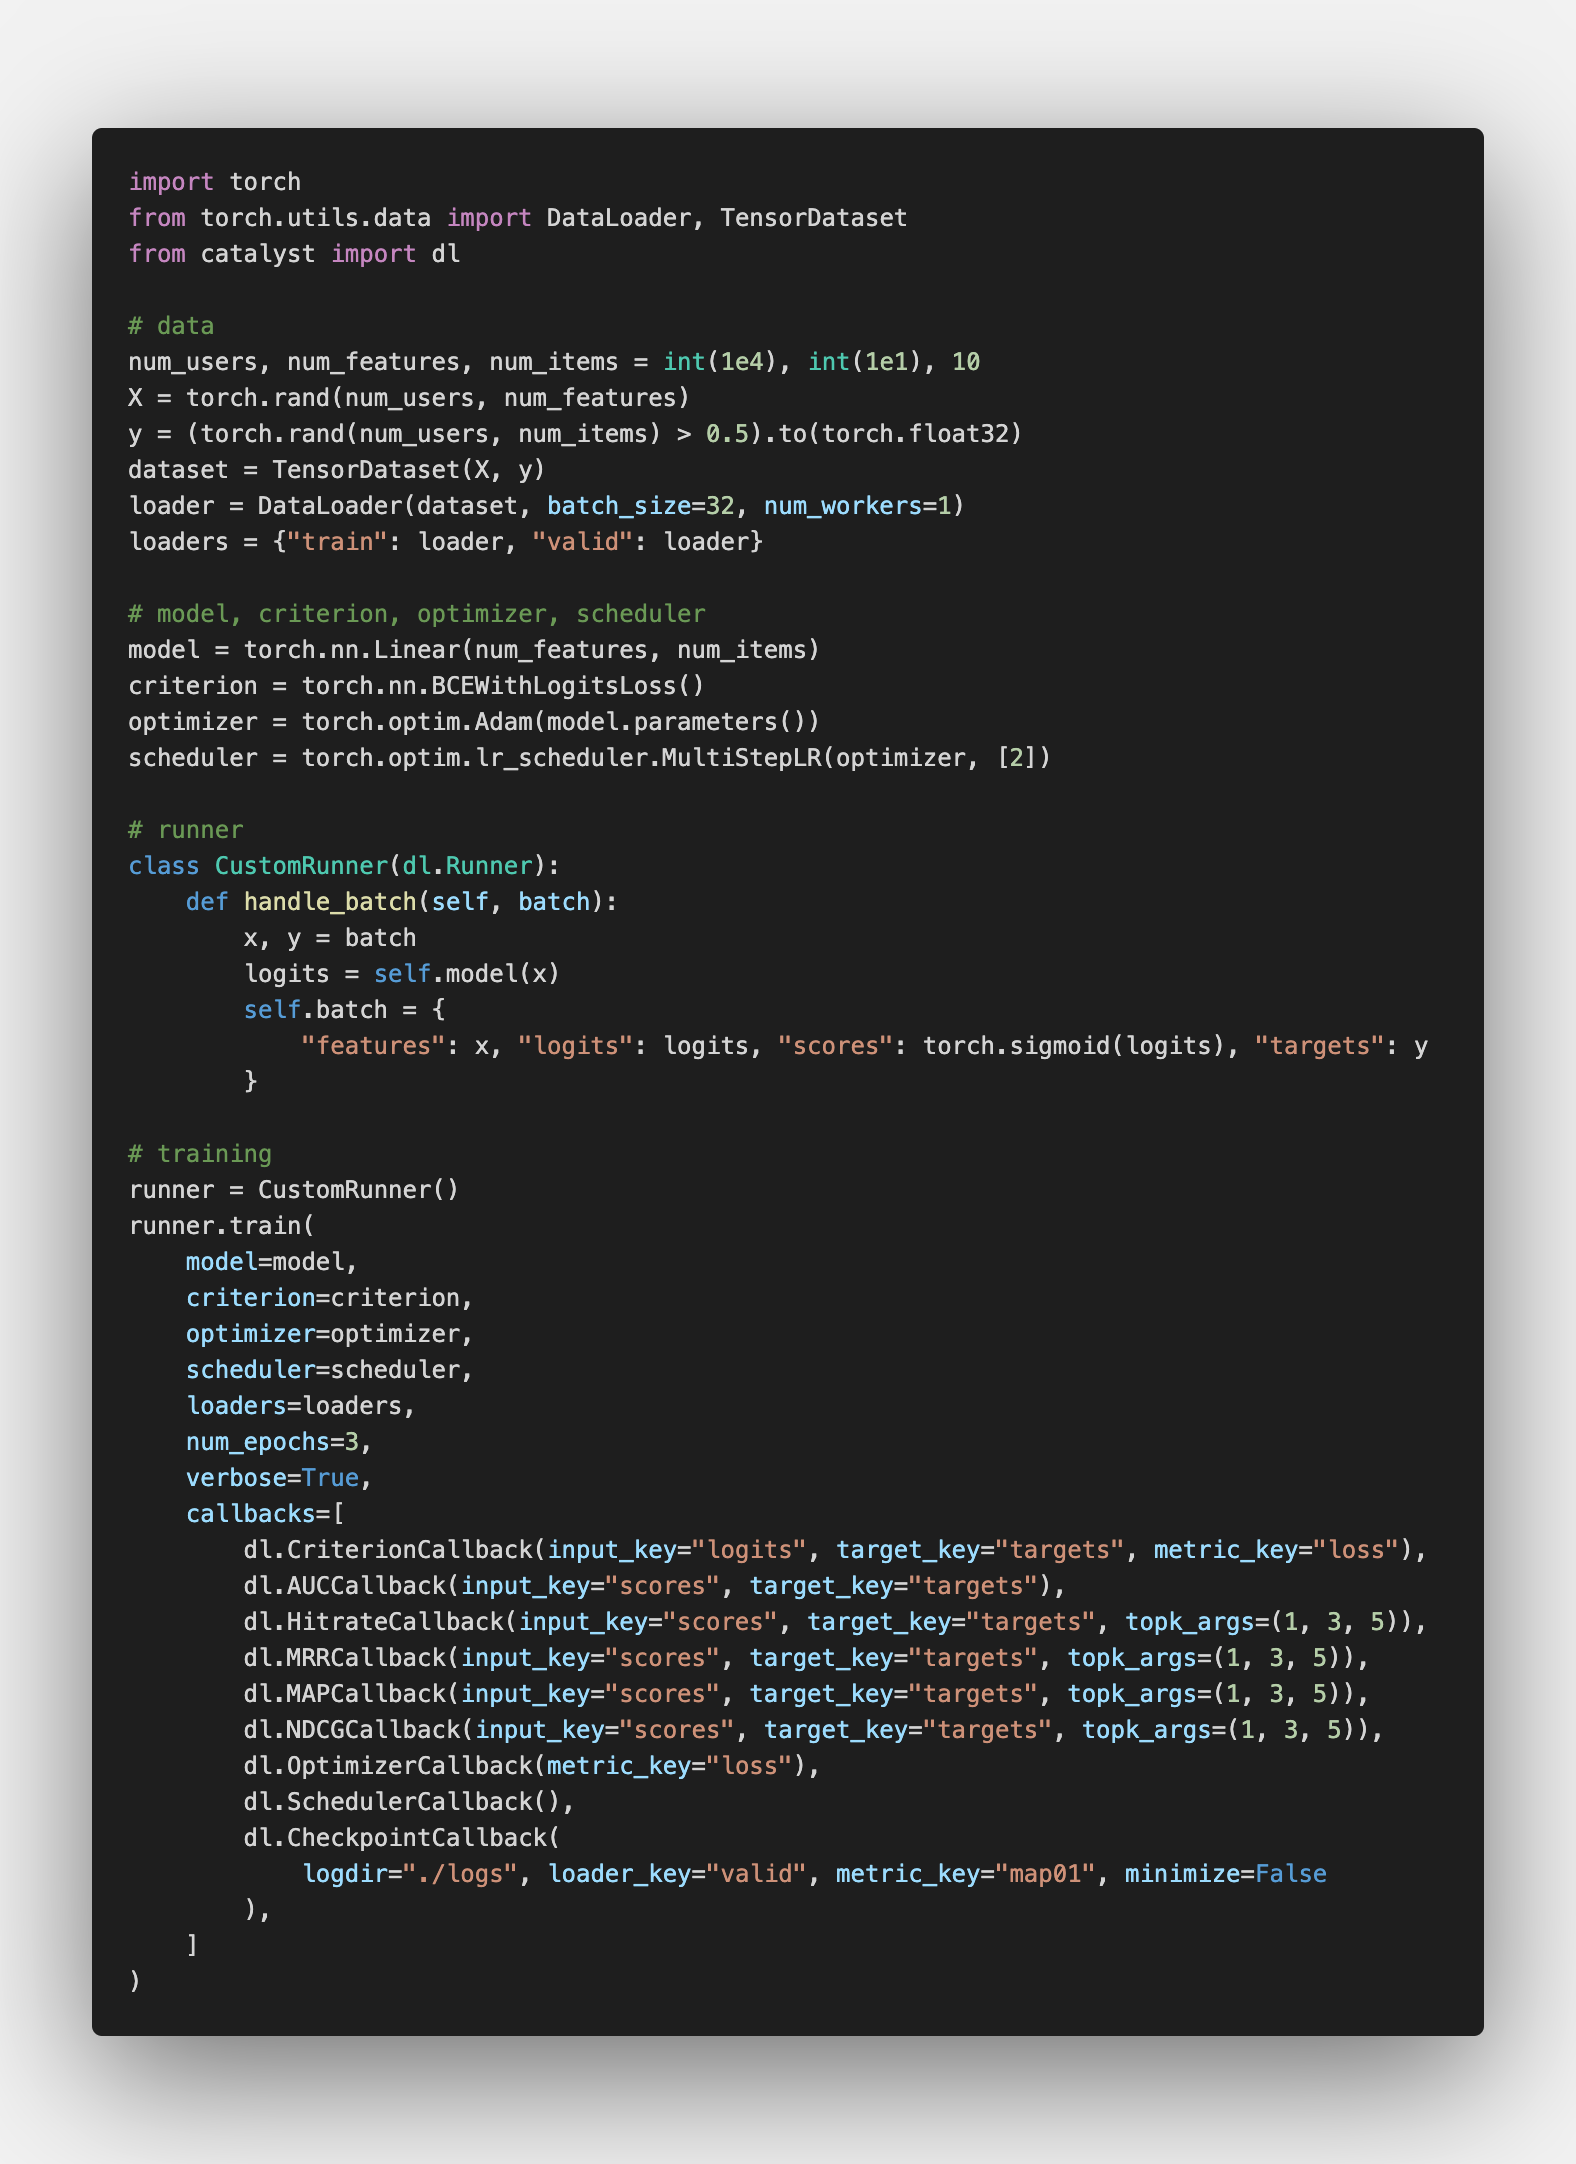 import torch
from torch.utils.data import DataLoader, TensorDataset
from catalyst import dl

# data
num_users, num_features, num_items = int(1e4), int(1e1), 10
X = torch.rand(num_users, num_features)
y = (torch.rand(num_users, num_items) > 0.5).to(torch.float32)
dataset = TensorDataset(X, y)
loader = DataLoader(dataset, batch_size=32, num_workers=1)
loaders = {"train": loader, "valid": loader}

# model, criterion, optimizer, scheduler
model = torch.nn.Linear(num_features, num_items)
criterion = torch.nn.BCEWithLogitsLoss()
optimizer = torch.optim.Adam(model.parameters())
scheduler = torch.optim.lr_scheduler.MultiStepLR(optimizer, [2])

# runner
class CustomRunner(dl.Runner):
    def handle_batch(self, batch):
        x, y = batch
        logits = self.model(x)
        self.batch = {
            "features": x, "logits": logits, "scores": torch.sigmoid(logits), "targets": y
        }

# training
runner = CustomRunner()
runner.train(
    model=model,
    criterion=criterion,
    optimizer=optimizer,
    scheduler=scheduler,
    loaders=loaders,
    num_epochs=3,
    verbose=True,
    callbacks=[
        dl.CriterionCallback(input_key="logits", target_key="targets", metric_key="loss"),
        dl.AUCCallback(input_key="scores", target_key="targets"),
        dl.HitrateCallback(input_key="scores", target_key="targets", topk_args=(1, 3, 5)),
        dl.MRRCallback(input_key="scores", target_key="targets", topk_args=(1, 3, 5)),
        dl.MAPCallback(input_key="scores", target_key="targets", topk_args=(1, 3, 5)),
        dl.NDCGCallback(input_key="scores", target_key="targets", topk_args=(1, 3, 5)),
        dl.OptimizerCallback(metric_key="loss"),
        dl.SchedulerCallback(),
        dl.CheckpointCallback(
            logdir="./logs", loader_key="valid", metric_key="map01", minimize=False
        ),
    ]
)